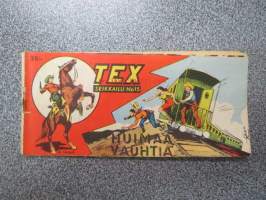 TEX
SEIKKAILU No 15
HUIMAA
VAUHTIA